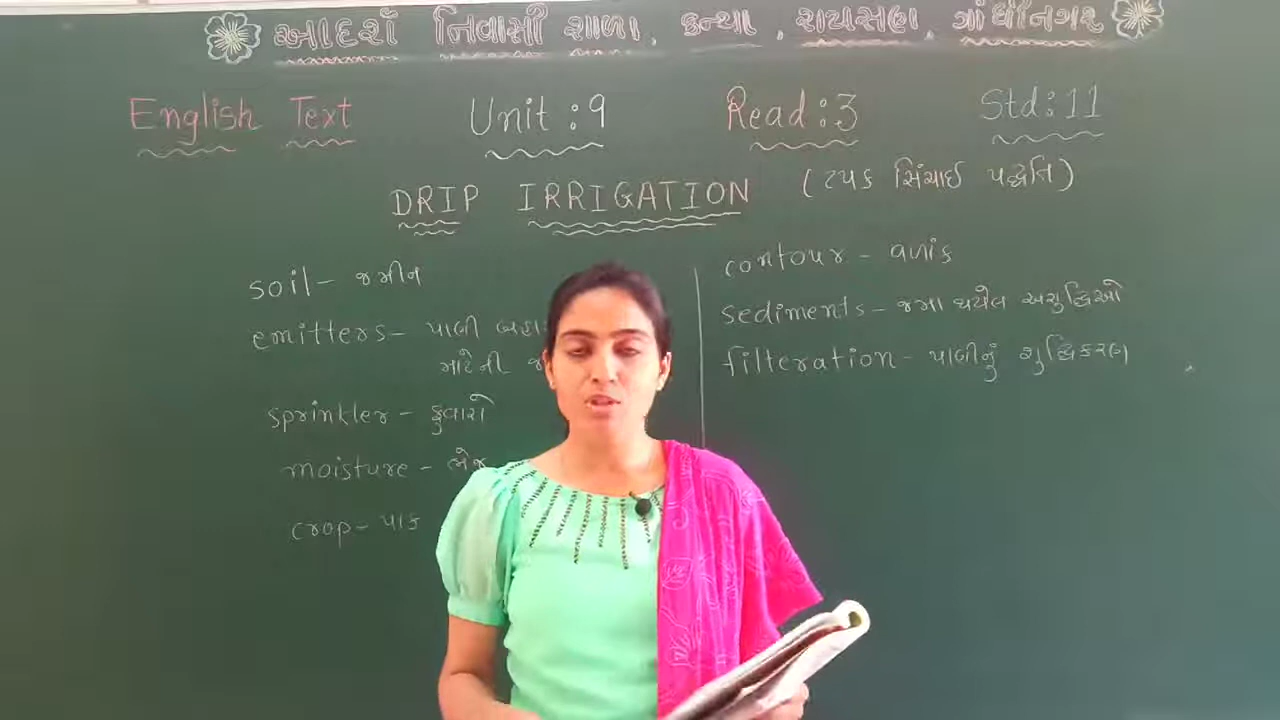 આદર્શ નિવાસી શાળા, કન્યા, રાયસણ, ગાંધીનગર
English Text Unit : 9 Read : 3 Std : 11
DRIP IRRIGATION (ટપક સિંચાઈ પદ્ધતિ)
soil - જમીન
emitters - પાણી
માટેની
sprinkler - ફુવારો
moisture - ભેજ
crop - પાક
contour - વળાંક
sediments - જમા થયેલ અશુદ્ધિઓ
filteration - પાણીનું શુદ્ધિકરણ